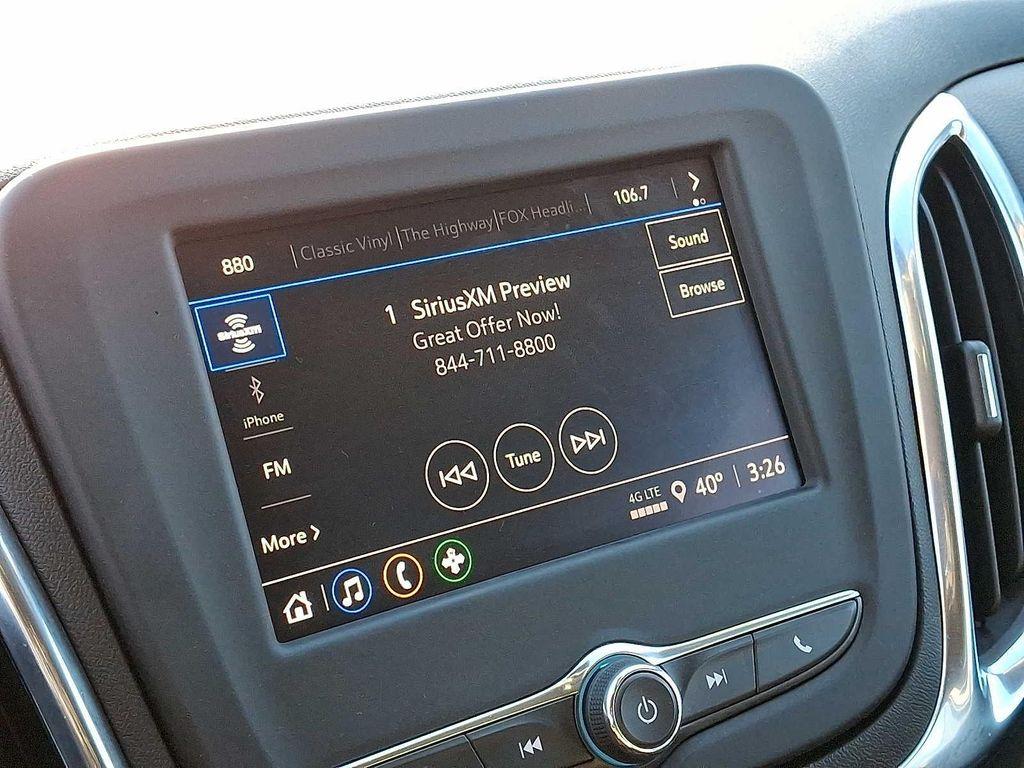 880 Classic Vinyl The Highway FOX Headli... 106.7
Sound
Browse
SiriusXM
1 SiriusXM Preview
Great Offer Now!
844-711-8800
iPhone
FM
Tune
More
4G LTE 40° 3:26